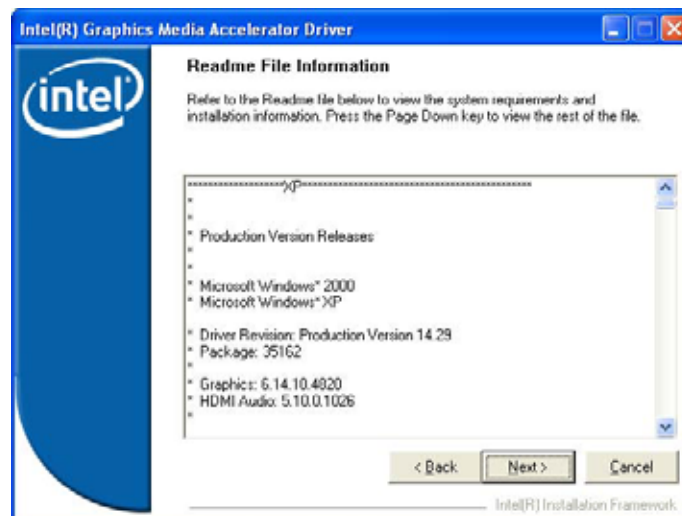 Intel(R) Graphics Media Accelerator Driver
intel
Readme File Information
Refer to the Readme file below to view the system requirements and
installation information. Press the Page Down key to view the rest of the file.
********************XP************************************************
*
*
* Production Version Releases
*
*
* Microsoft Windows* 2000
* Microsoft Windows* XP
*
* Driver Revision: Production Version 14.29
* Package: 35162
*
* Graphics: 6.14.10.4820
* HDMI Audio: 5.10.0.1026
*
< Back
Next >
Cancel
Intel(R) Installation Framework